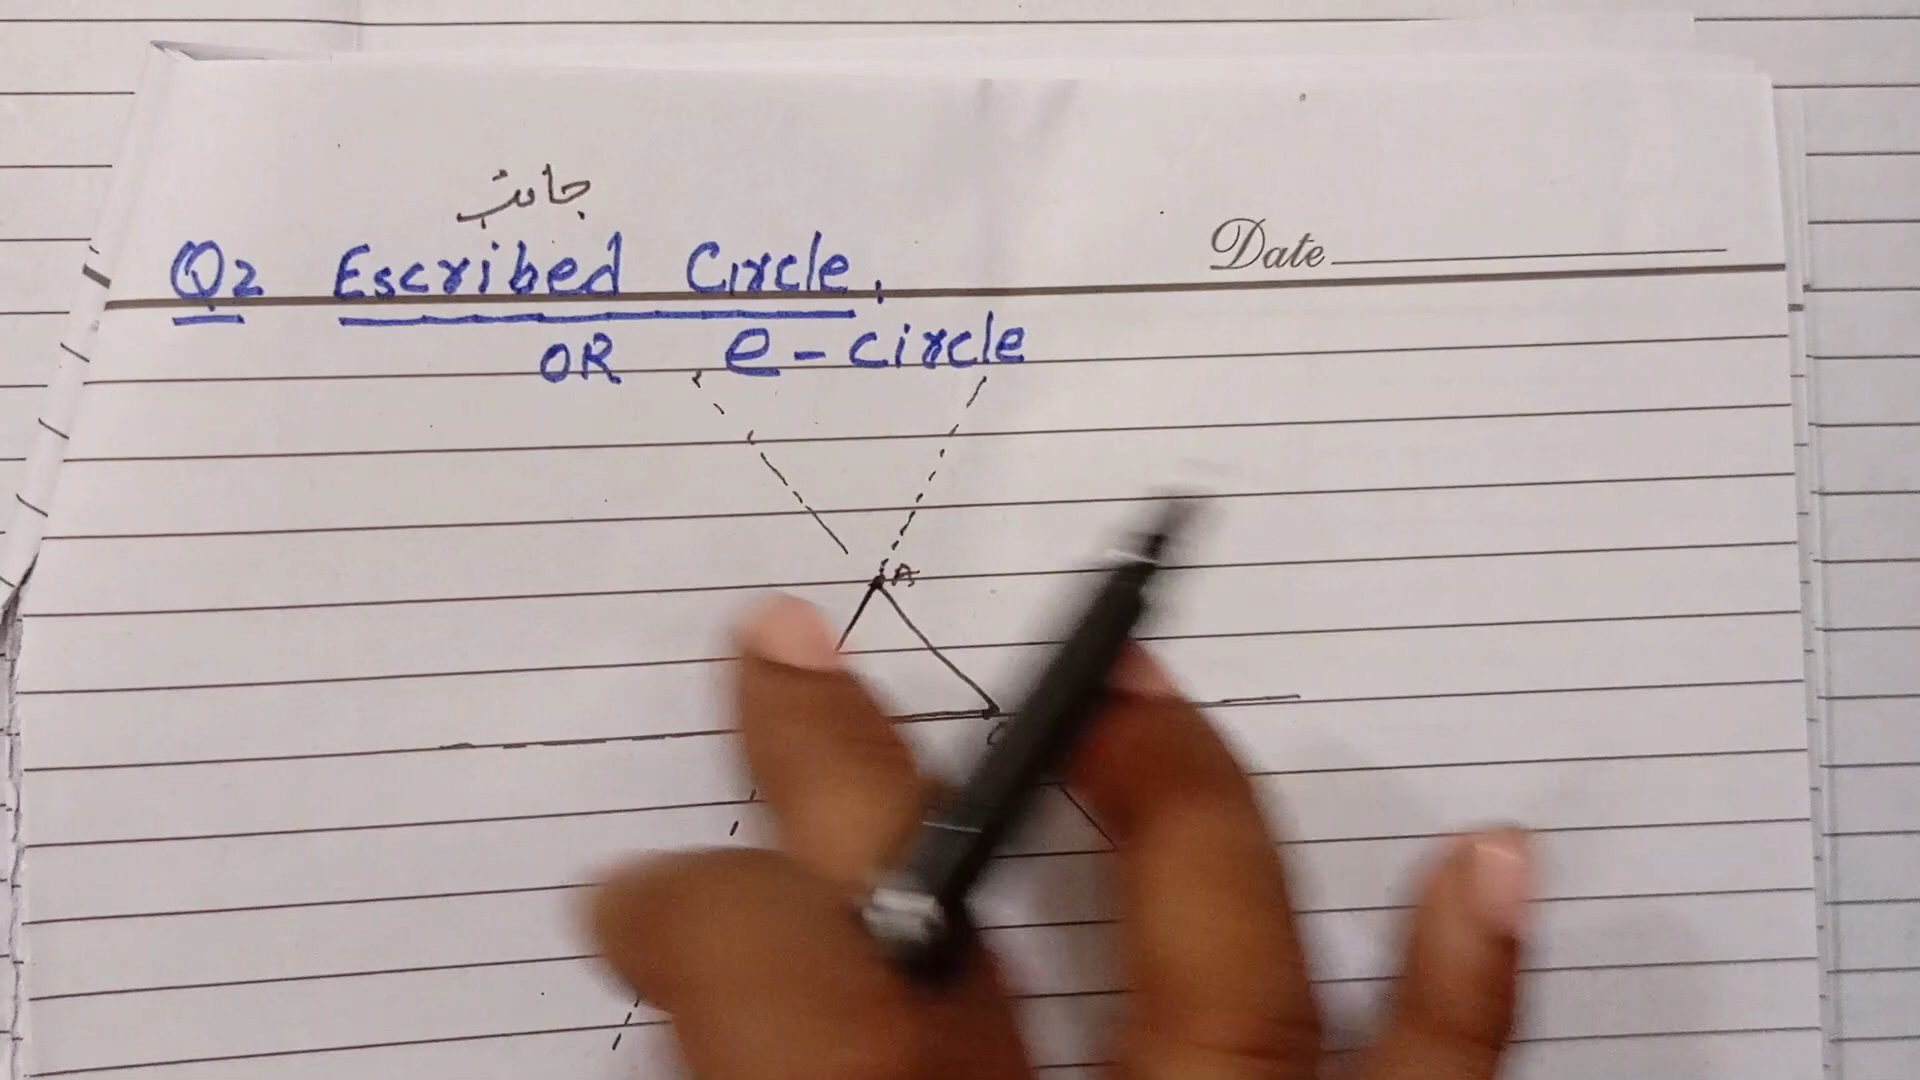 جانب
Q2 Escribed Circle.
Date
OR e-circle
A
C